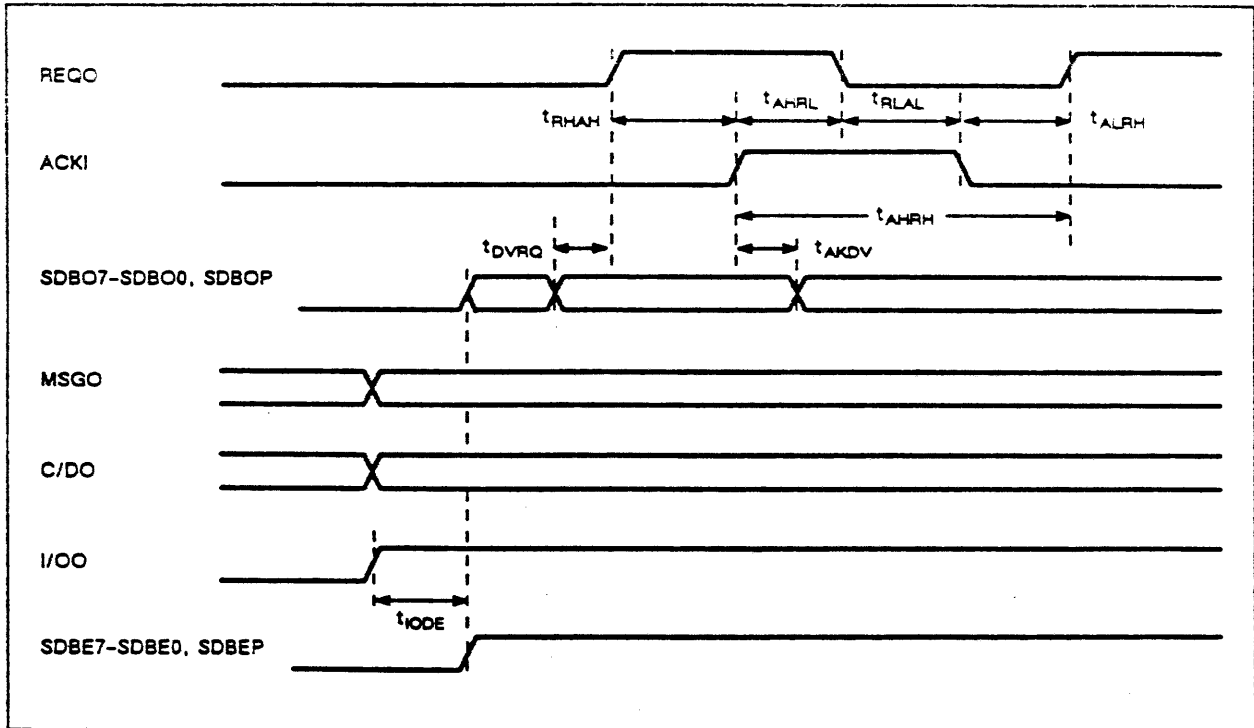 REQO
tRHAH
tAHRL
tRLAL
tALRH
ACKI
tAHRH
tDVRQ
tAKDV
SDBO7-SDBO0, SDBOP
MSGO
C/DO
I/OO
tIODE
SDBE7-SDBE0, SDBEP